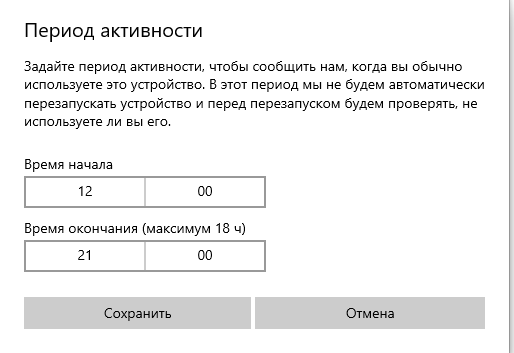 Период активности
Задайте период активности, чтобы сообщить нам, когда вы обычно
используете это устройство. В этот период мы не будем автоматически
перезапускать устройство и перед перезапуском будем проверять, не
используете ли вы его.
Время начала
12 00
Время окончания (максимум 18 ч)
21 00
Сохранить Отмена